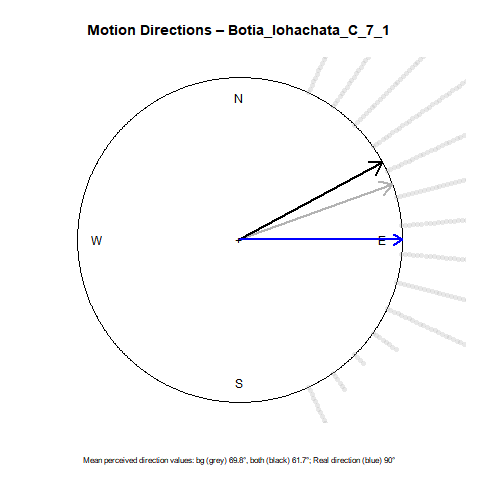 Motion Directions – Botia_lohachata_C_7_1
N
W
E
S
Mean perceived direction values: bg (grey) 69.8°, both (black) 61.7°; Real direction (blue) 90°